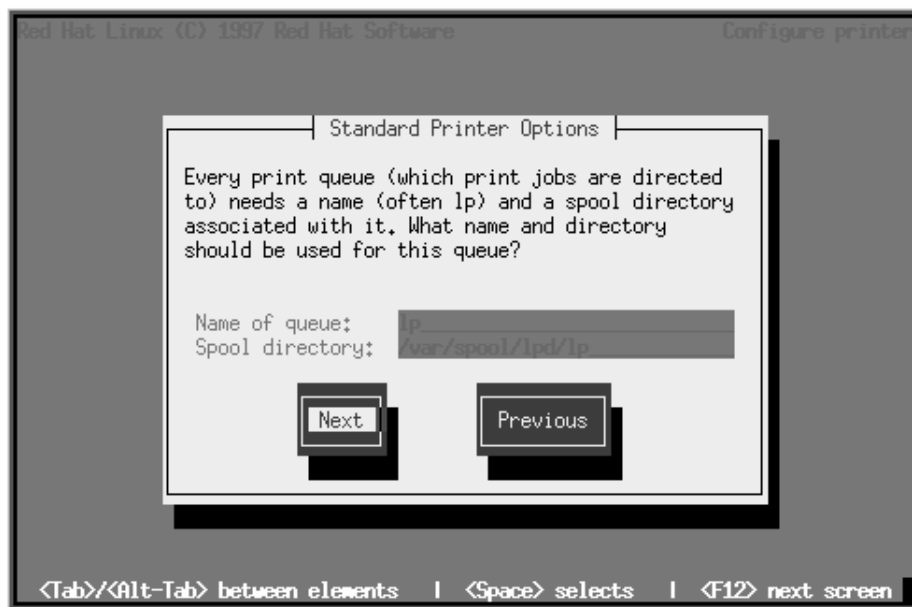 Red Hat Linux (C) 1997 Red Hat Software Configure printer
Standard Printer Options
Every print queue (which print jobs are directed
to) needs a name (often lp) and a spool directory
associated with it. What name and directory
should be used for this queue?
Name of queue: lp
Spool directory: /var/spool/lpd/lp
Next Previous
<Tab>/<Alt-Tab> between elements | <Space> selects | <F12> next screen